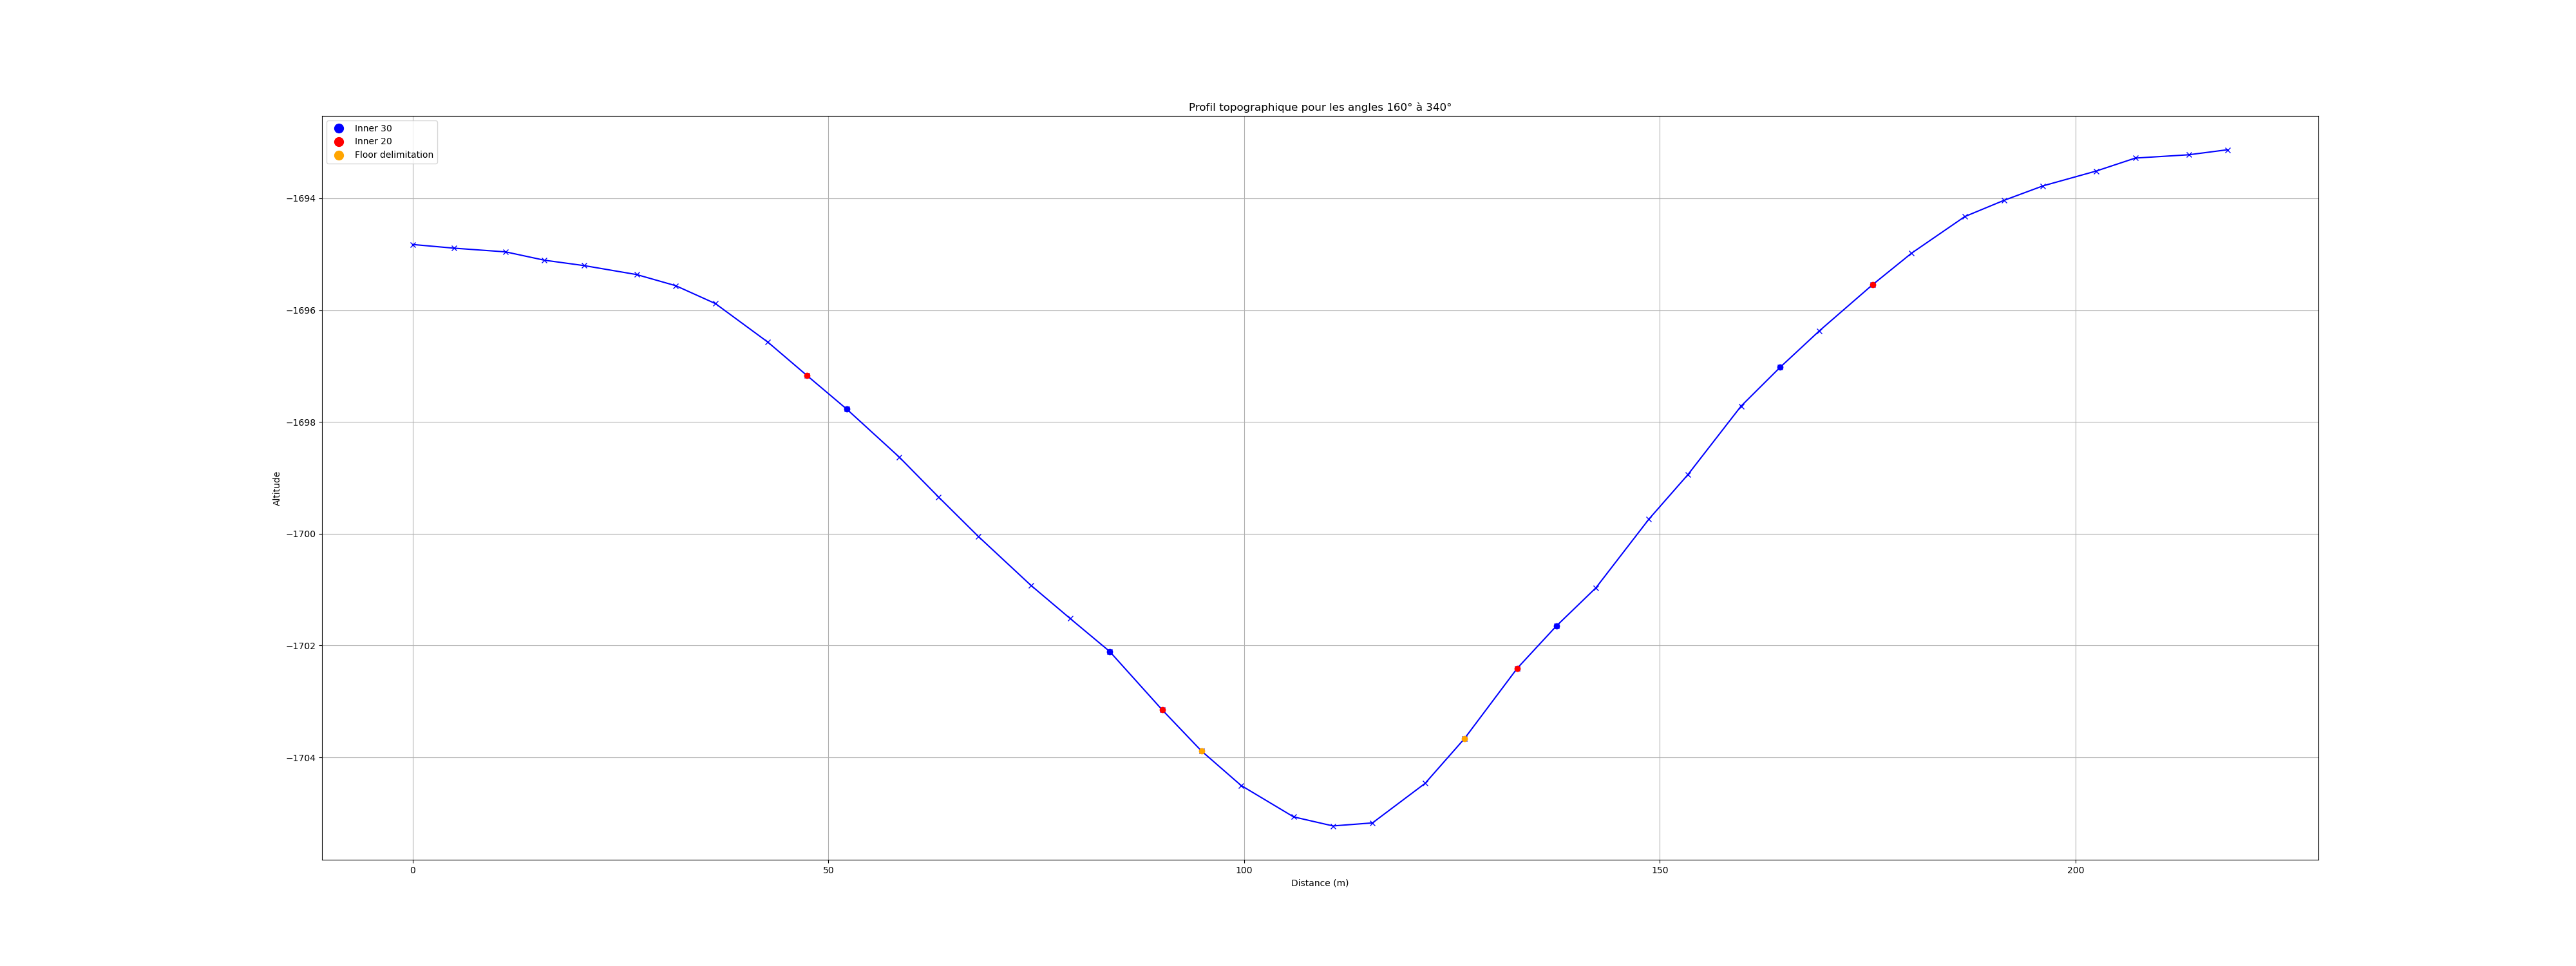 Profil topographique pour les angles 160° à 340°
Inner 30
Inner 20
Floor delimitation
Altitude
−1694
−1696
−1698
−1700
−1702
−1704
0 50 100 150 200
Distance (m)